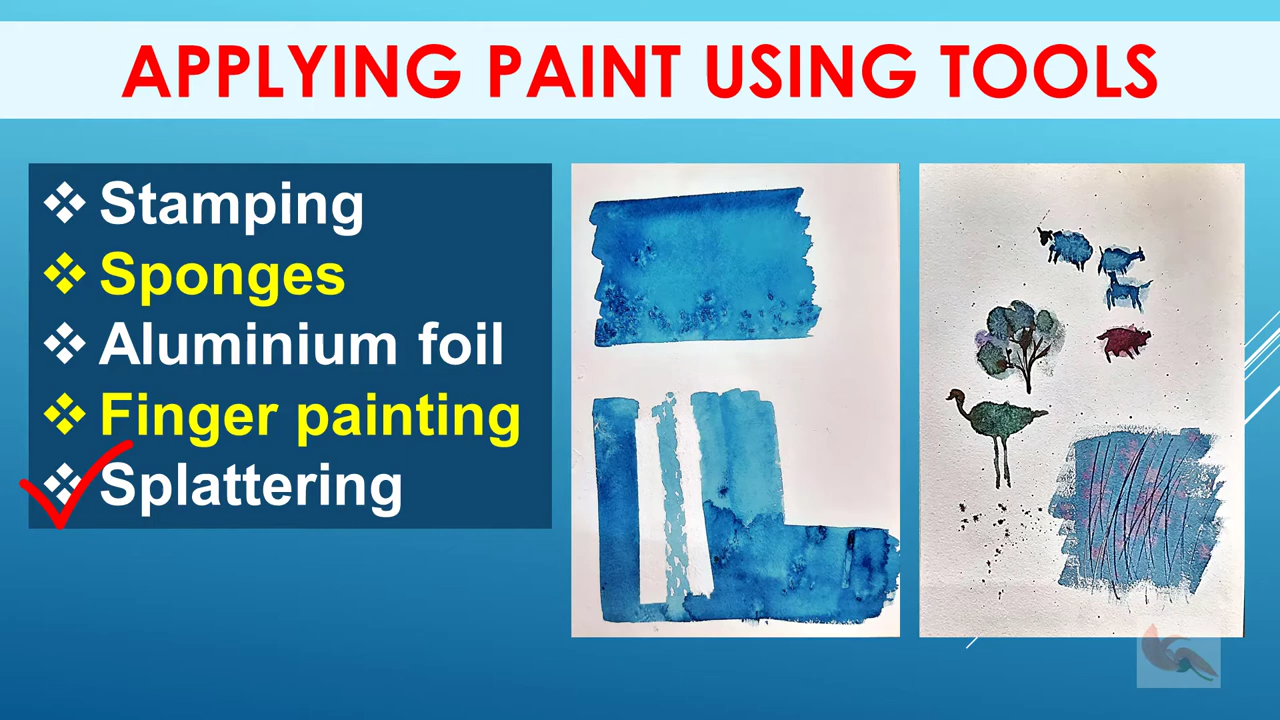 APPLYING PAINT USING TOOLS
Stamping
Sponges
Aluminium foil
Finger painting
Splattering